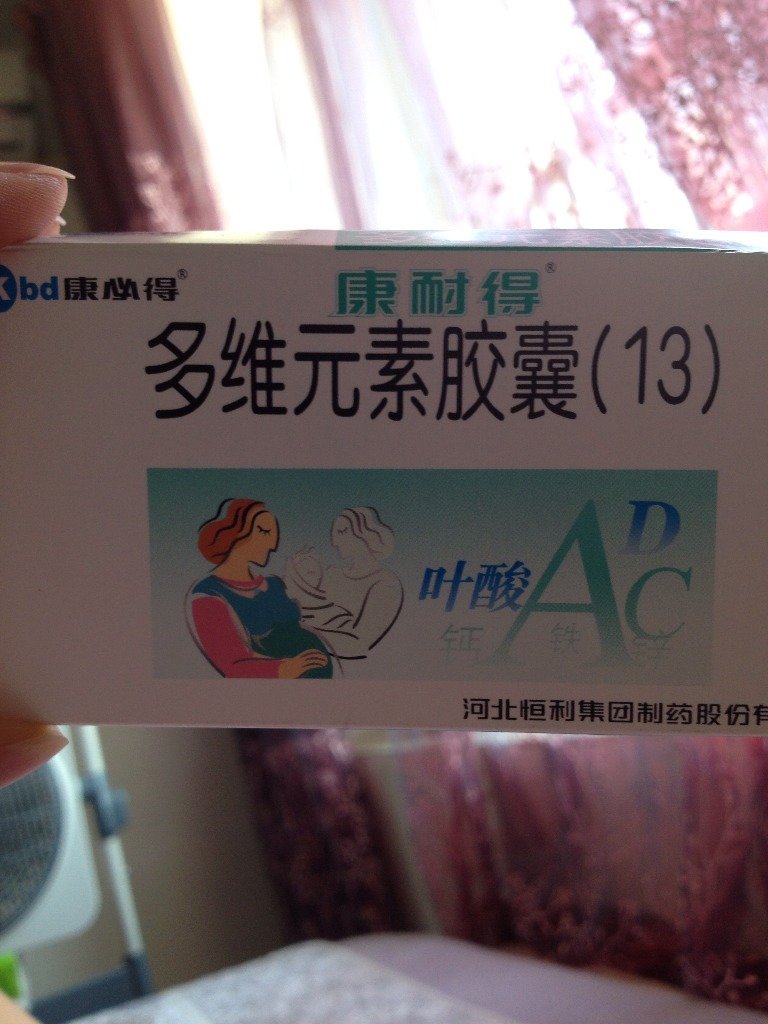 Kbd康必得®
康耐得®
多维元素胶囊(13)
叶酸 A D C
钙 铁 锌
河北恒利集团制药股份有